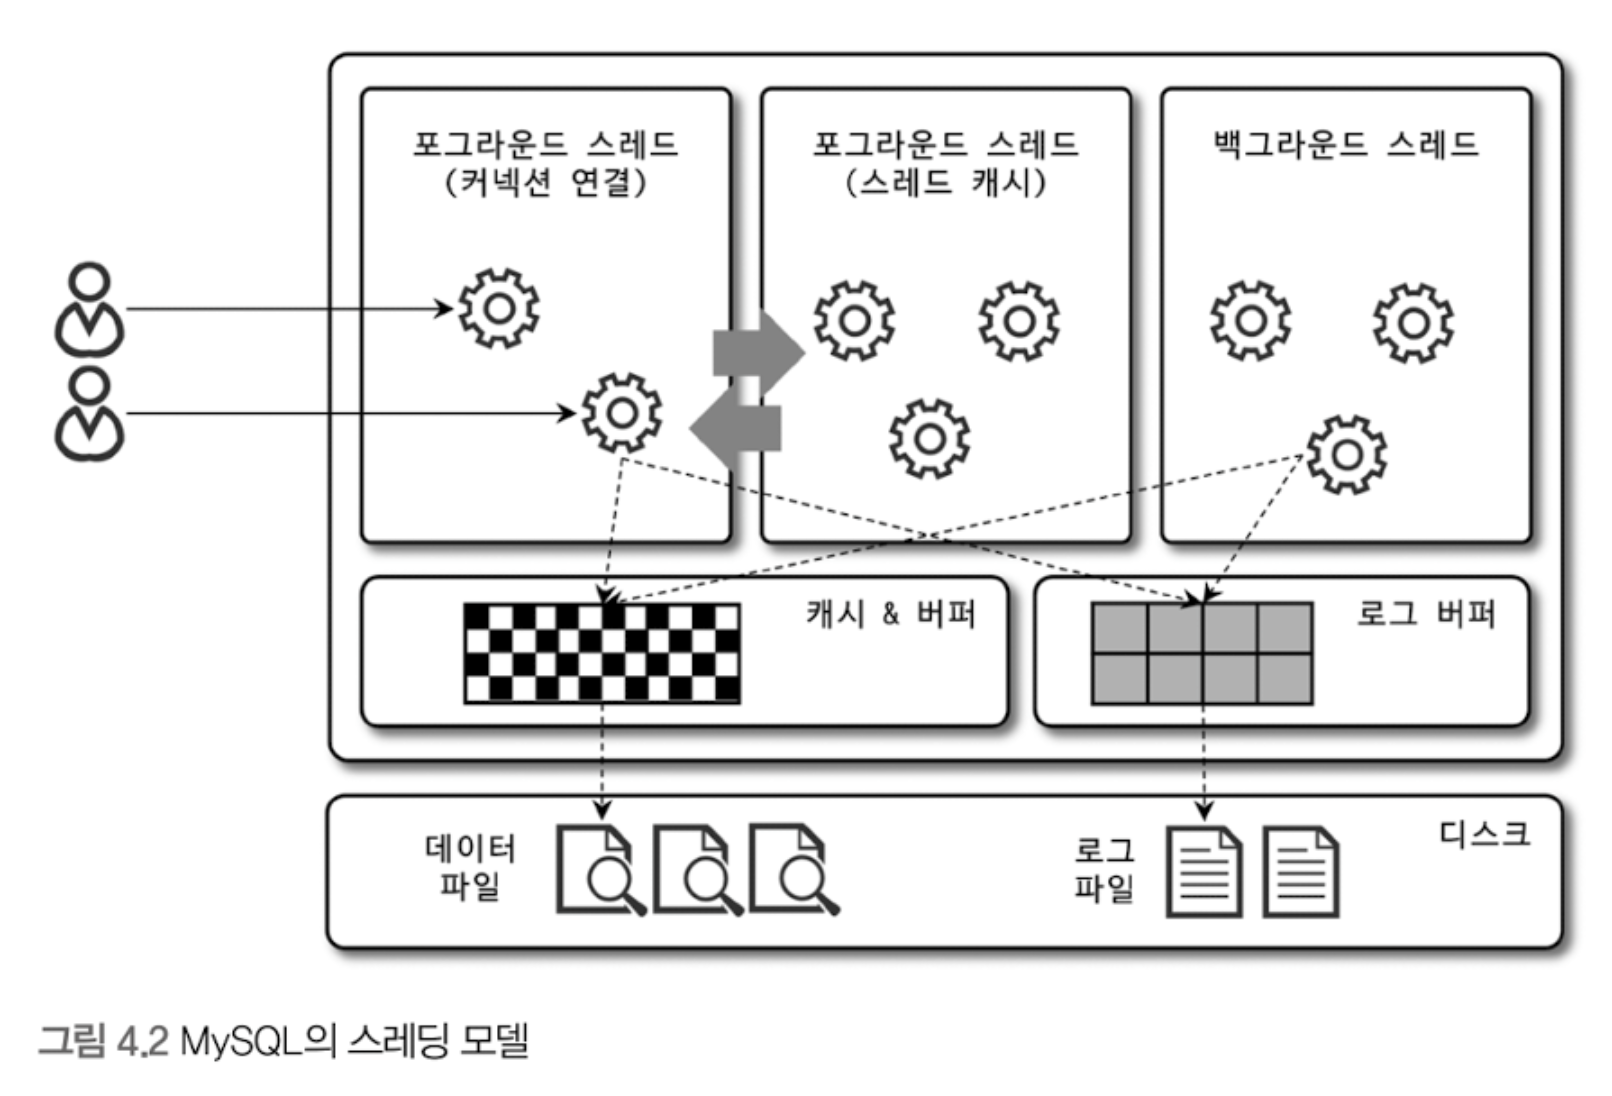 포그라운드 스레드
(커넥션 연결)
포그라운드 스레드
(스레드 캐시)
백그라운드 스레드
캐시 & 버퍼
로그 버퍼
데이터
파일
로그
파일
디스크
그림 4.2 MySQL의 스레딩 모델